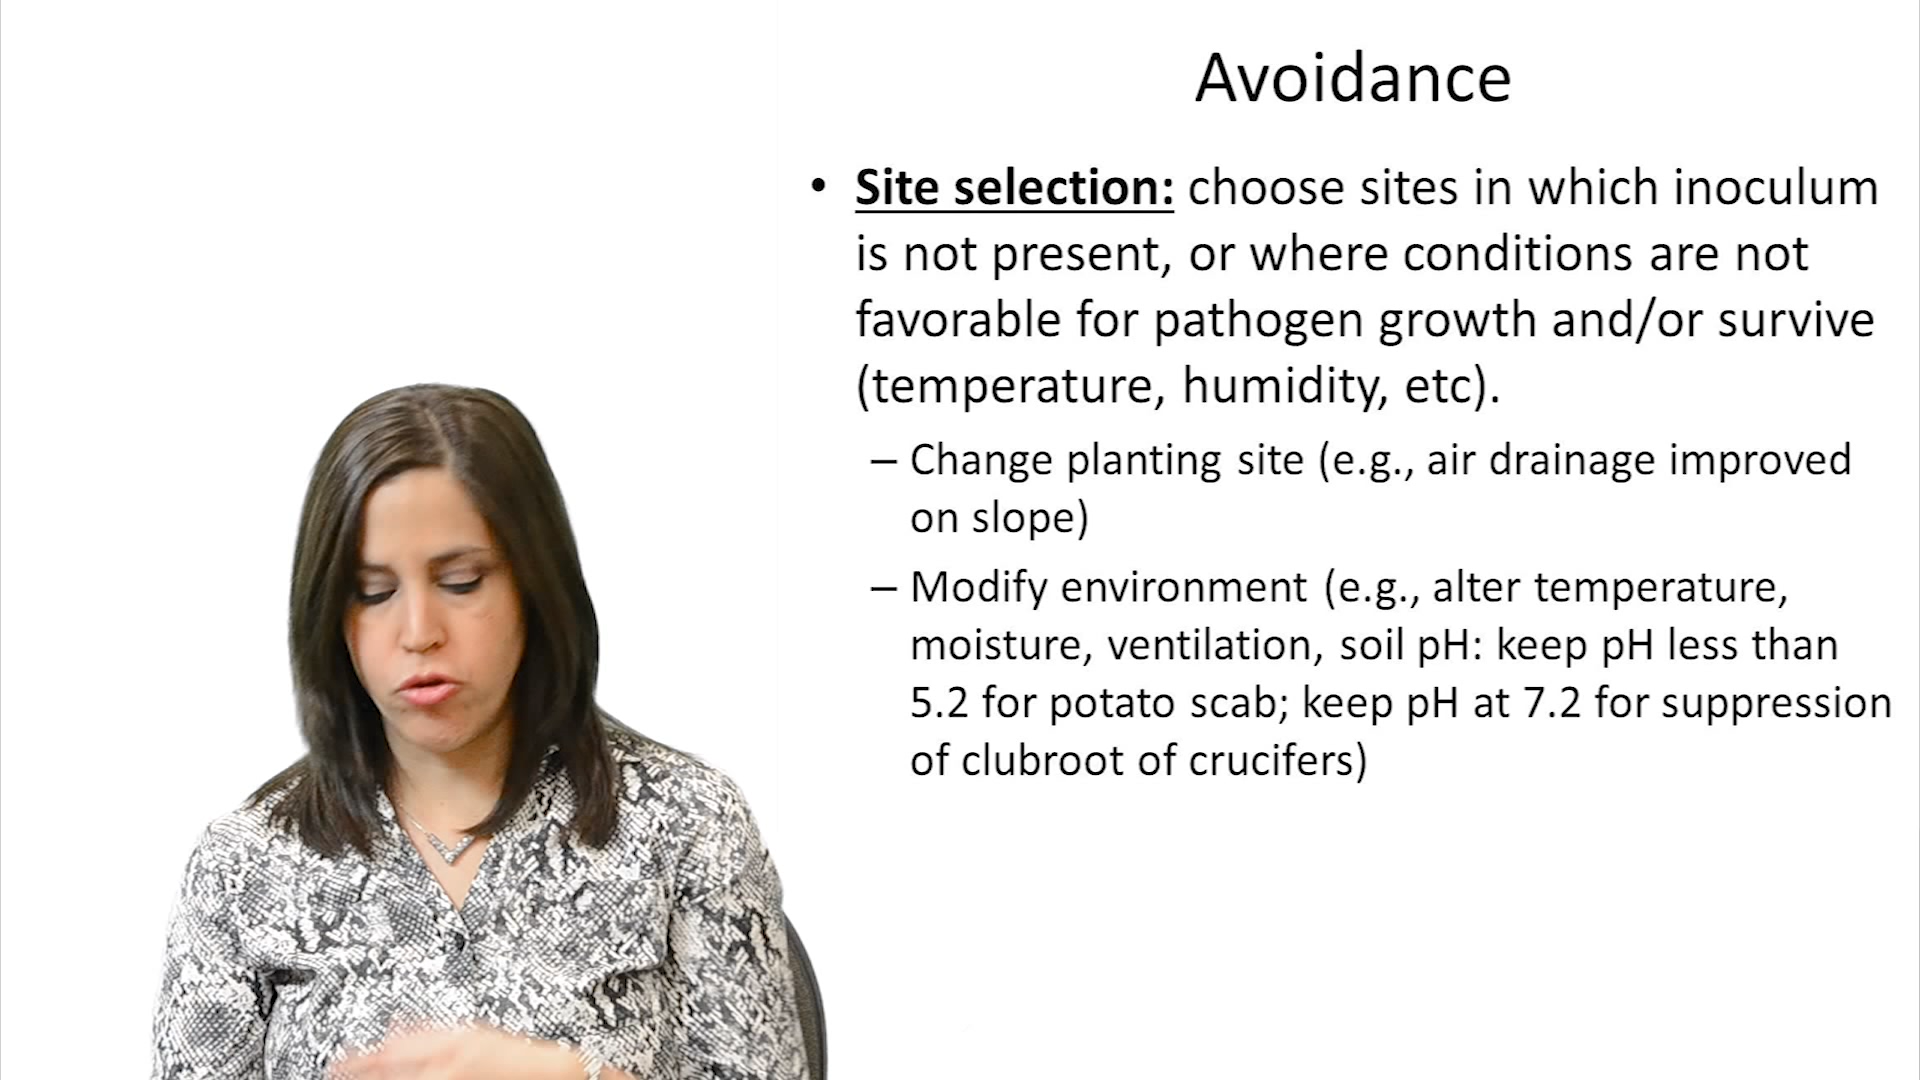 Avoidance
• Site selection: choose sites in which inoculum
is not present, or where conditions are not
favorable for pathogen growth and/or survive
(temperature, humidity, etc).
– Change planting site (e.g., air drainage improved
on slope)
– Modify environment (e.g., alter temperature,
moisture, ventilation, soil pH: keep pH less than
5.2 for potato scab; keep pH at 7.2 for suppression
of clubroot of crucifers)